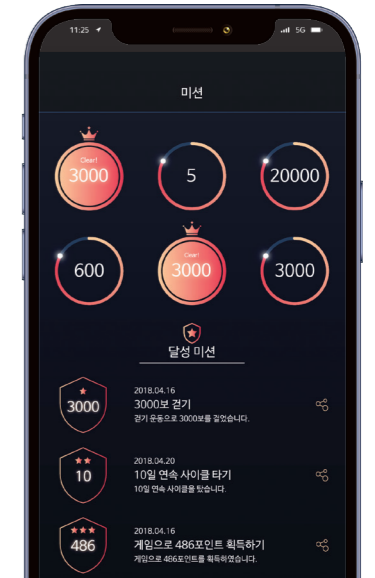 11:25
5G
미션
Clear!
3000
5
20000
600
Clear!
3000
3000
달성 미션
3000
2018.04.16
3000보 걷기
걷기 운동으로 3000보를 걸었습니다.
10
2018.04.20
10일 연속 사이클 타기
10일 연속 사이클을 탔습니다.
486
2018.04.16
게임으로 486포인트 획득하기
게임으로 486포인트를 획득하였습니다.